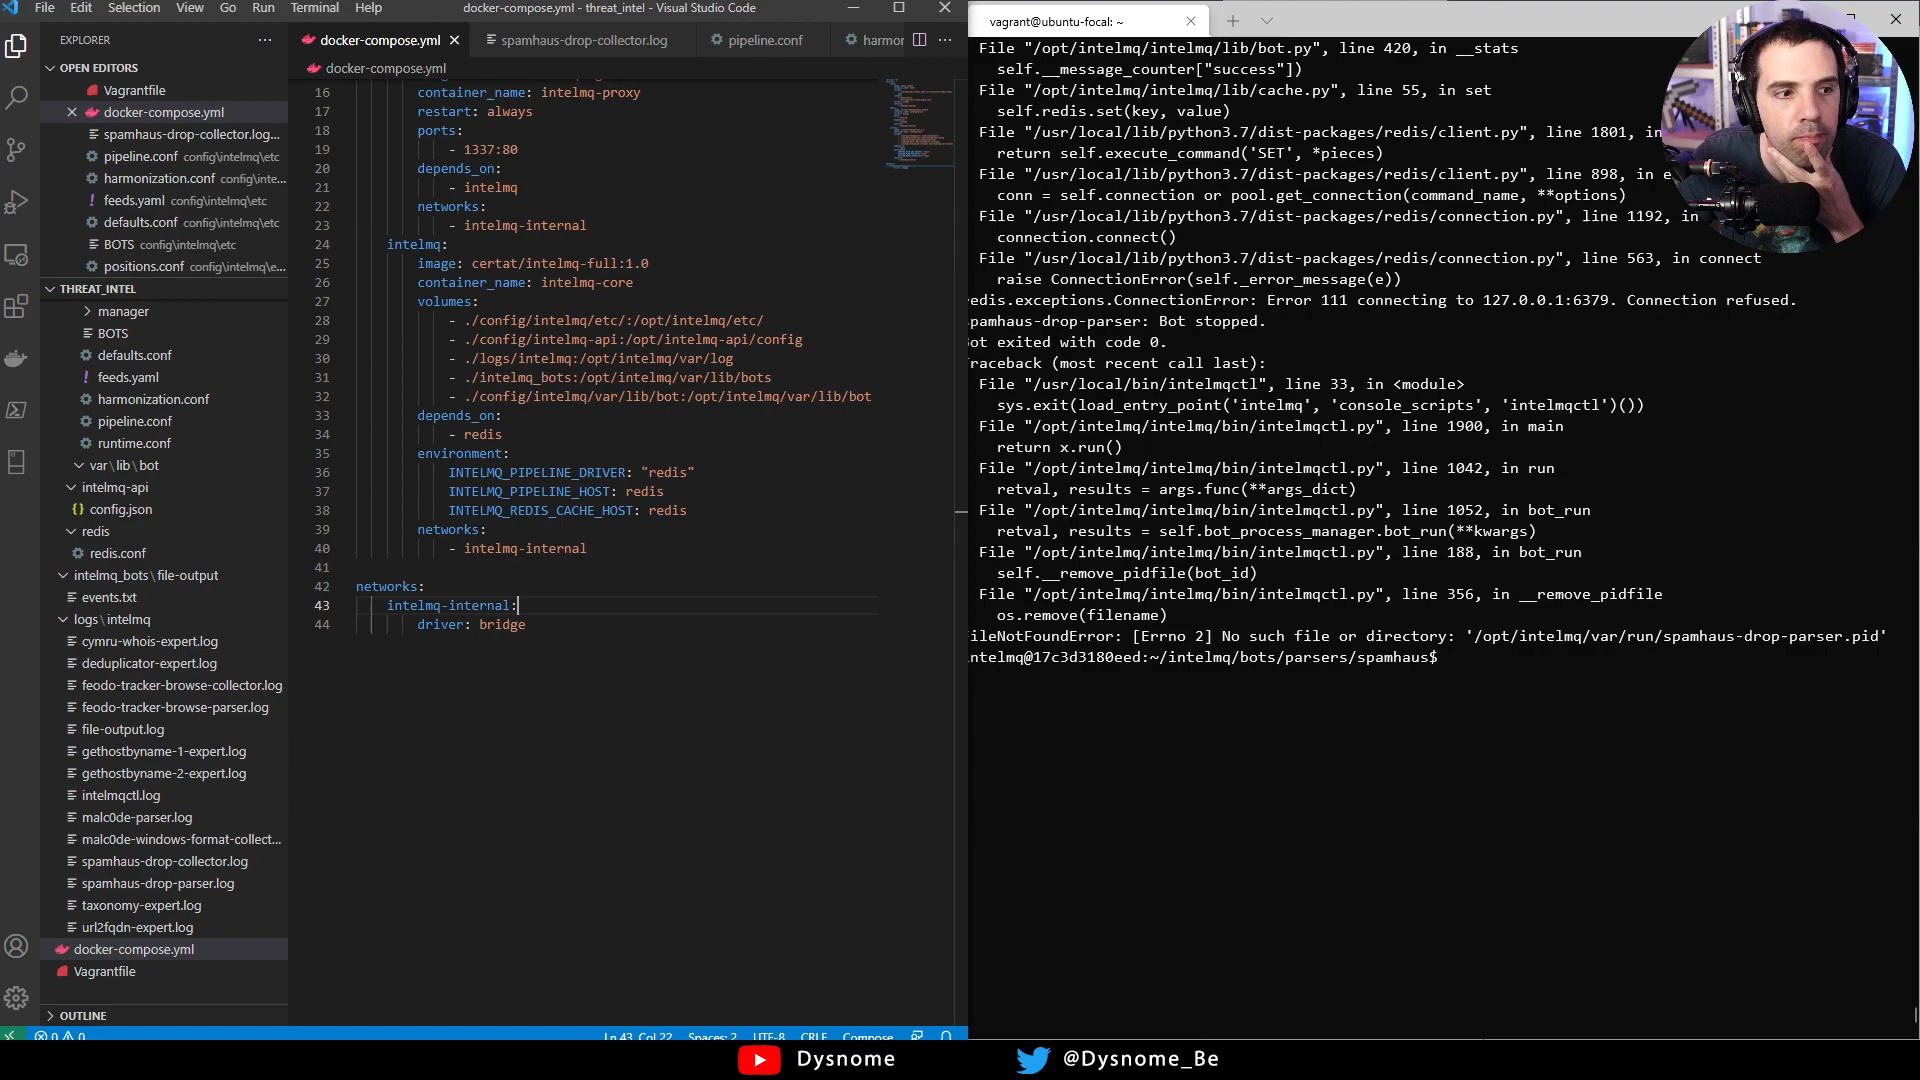 File Edit Selection View Go Run Terminal Help
docker-compose.yml - threat_intel - Visual Studio Code
EXPLORER
OPEN EDITORS
Vagrantfile
docker-compose.yml
spamhaus-drop-collector.log...
pipeline.conf config\intelmq\etc
harmonization.conf config\inte...
feeds.yaml config\intelmq\etc
defaults.conf config\intelmq\etc
BOTS config\intelmq\etc
positions.conf config\intelmq\e...
THREAT_INTEL
manager
BOTS
defaults.conf
feeds.yaml
harmonization.conf
pipeline.conf
runtime.conf
var\lib\bot
intelmq-api
config.json
redis
redis.conf
intelmq_bots\file-output
events.txt
logs\intelmq
cymru-whois-expert.log
deduplicator-expert.log
feodo-tracker-browse-collector.log
feodo-tracker-browse-parser.log
file-output.log
gethostbyname-1-expert.log
gethostbyname-2-expert.log
intelmqctl.log
malc0de-parser.log
malc0de-windows-format-collect...
spamhaus-drop-collector.log
spamhaus-drop-parser.log
taxonomy-expert.log
url2fqdn-expert.log
docker-compose.yml
Vagrantfile
OUTLINE
docker-compose.yml spamhaus-drop-collector.log pipeline.conf harmor
docker-compose.yml
16 container_name: intelmq-proxy
17 restart: always
18 ports:
19 - 1337:80
20 depends_on:
21 - intelmq
22 networks:
23 - intelmq-internal
24 intelmq:
25 image: certat/intelmq-full:1.0
26 container_name: intelmq-core
27 volumes:
28 - ./config/intelmq/etc/:/opt/intelmq/etc/
29 - ./config/intelmq-api:/opt/intelmq-api/config
30 - ./logs/intelmq:/opt/intelmq/var/log
31 - ./intelmq_bots:/opt/intelmq/var/lib/bots
32 - ./config/intelmq/var/lib/bot:/opt/intelmq/var/lib/bot
33 depends_on:
34 - redis
35 environment:
36 INTELMQ_PIPELINE_DRIVER: "redis"
37 INTELMQ_PIPELINE_HOST: redis
38 INTELMQ_REDIS_CACHE_HOST: redis
39 networks:
40 - intelmq-internal
41
42 networks:
43 intelmq-internal:
44 driver: bridge
0 0
Ln 43, Col 22 Spaces: 2 UTF-8 CRLF Compose
vagrant@ubuntu-focal: ~
File "/opt/intelmq/intelmq/lib/bot.py", line 420, in __stats
self.__message_counter["success"])
File "/opt/intelmq/intelmq/lib/cache.py", line 55, in set
self.redis.set(key, value)
File "/usr/local/lib/python3.7/dist-packages/redis/client.py", line 1801, in
return self.execute_command('SET', *pieces)
File "/usr/local/lib/python3.7/dist-packages/redis/client.py", line 898, in e
conn = self.connection or pool.get_connection(command_name, **options)
File "/usr/local/lib/python3.7/dist-packages/redis/connection.py", line 1192, in
connection.connect()
File "/usr/local/lib/python3.7/dist-packages/redis/connection.py", line 563, in connect
raise ConnectionError(self._error_message(e))
redis.exceptions.ConnectionError: Error 111 connecting to 127.0.0.1:6379. Connection refused.
spamhaus-drop-parser: Bot stopped.
Bot exited with code 0.
Traceback (most recent call last):
File "/usr/local/bin/intelmqctl", line 33, in <module>
sys.exit(load_entry_point('intelmq', 'console_scripts', 'intelmqctl')())
File "/opt/intelmq/intelmq/bin/intelmqctl.py", line 1900, in main
return x.run()
File "/opt/intelmq/intelmq/bin/intelmqctl.py", line 1042, in run
retval, results = args.func(**args_dict)
File "/opt/intelmq/intelmq/bin/intelmqctl.py", line 1052, in bot_run
retval, results = self.bot_process_manager.bot_run(**kwargs)
File "/opt/intelmq/intelmq/bin/intelmqctl.py", line 188, in bot_run
self.__remove_pidfile(bot_id)
File "/opt/intelmq/intelmq/bin/intelmqctl.py", line 356, in __remove_pidfile
os.remove(filename)
FileNotFoundError: [Errno 2] No such file or directory: '/opt/intelmq/var/run/spamhaus-drop-parser.pid'
intelmq@17c3d3180eed:~/intelmq/bots/parsers/spamhaus$
Dysnome @Dysnome_Be